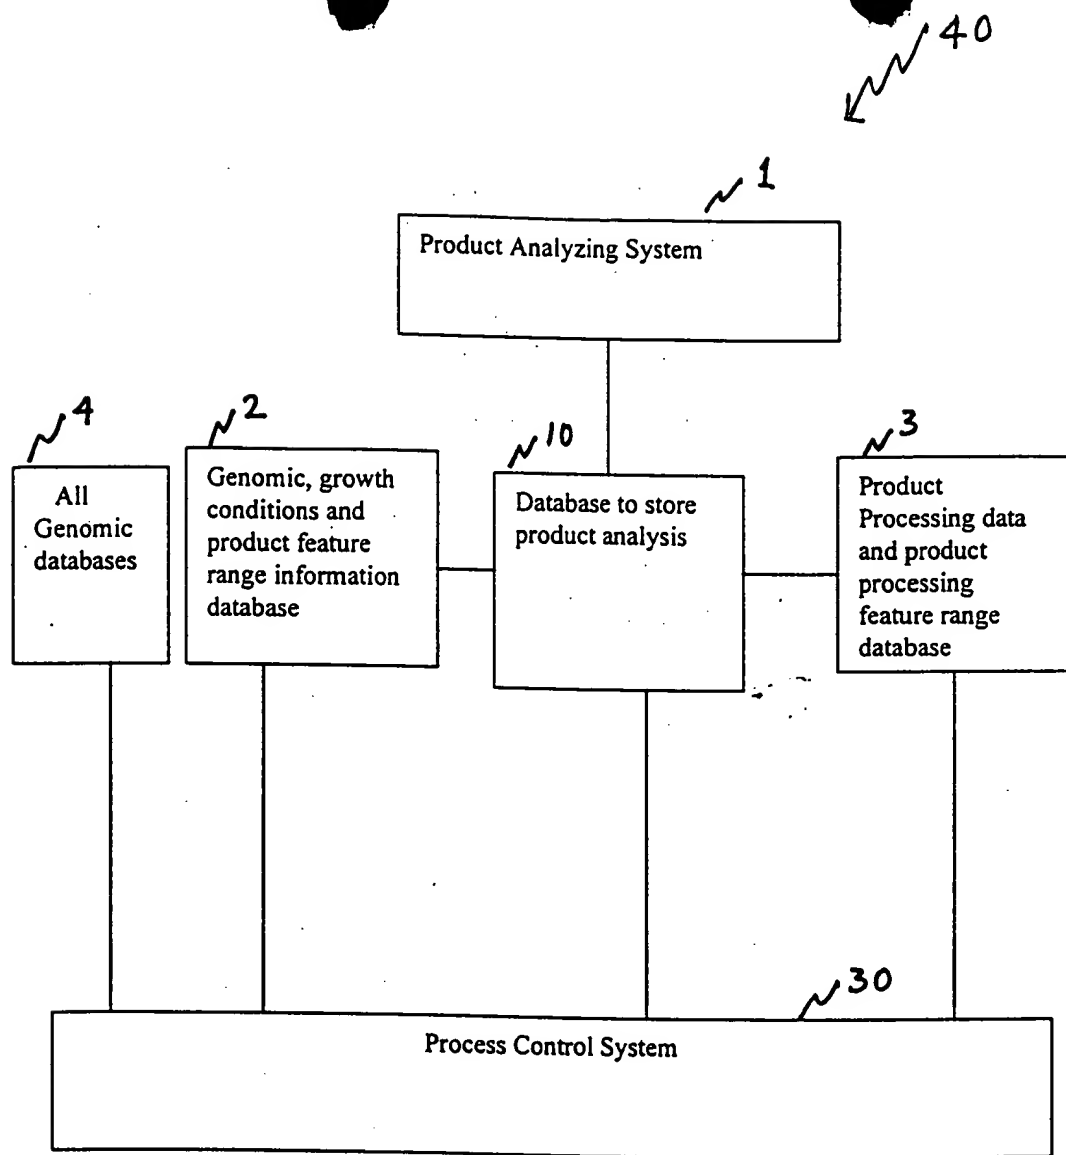 40
1
Product Analyzing System
4
2
10
3
All
Genomic
databases
Genomic, growth
conditions and
product feature
range information
database
Database to store
product analysis
Product
Processing data
and product
processing
feature range
database
30
Process Control System